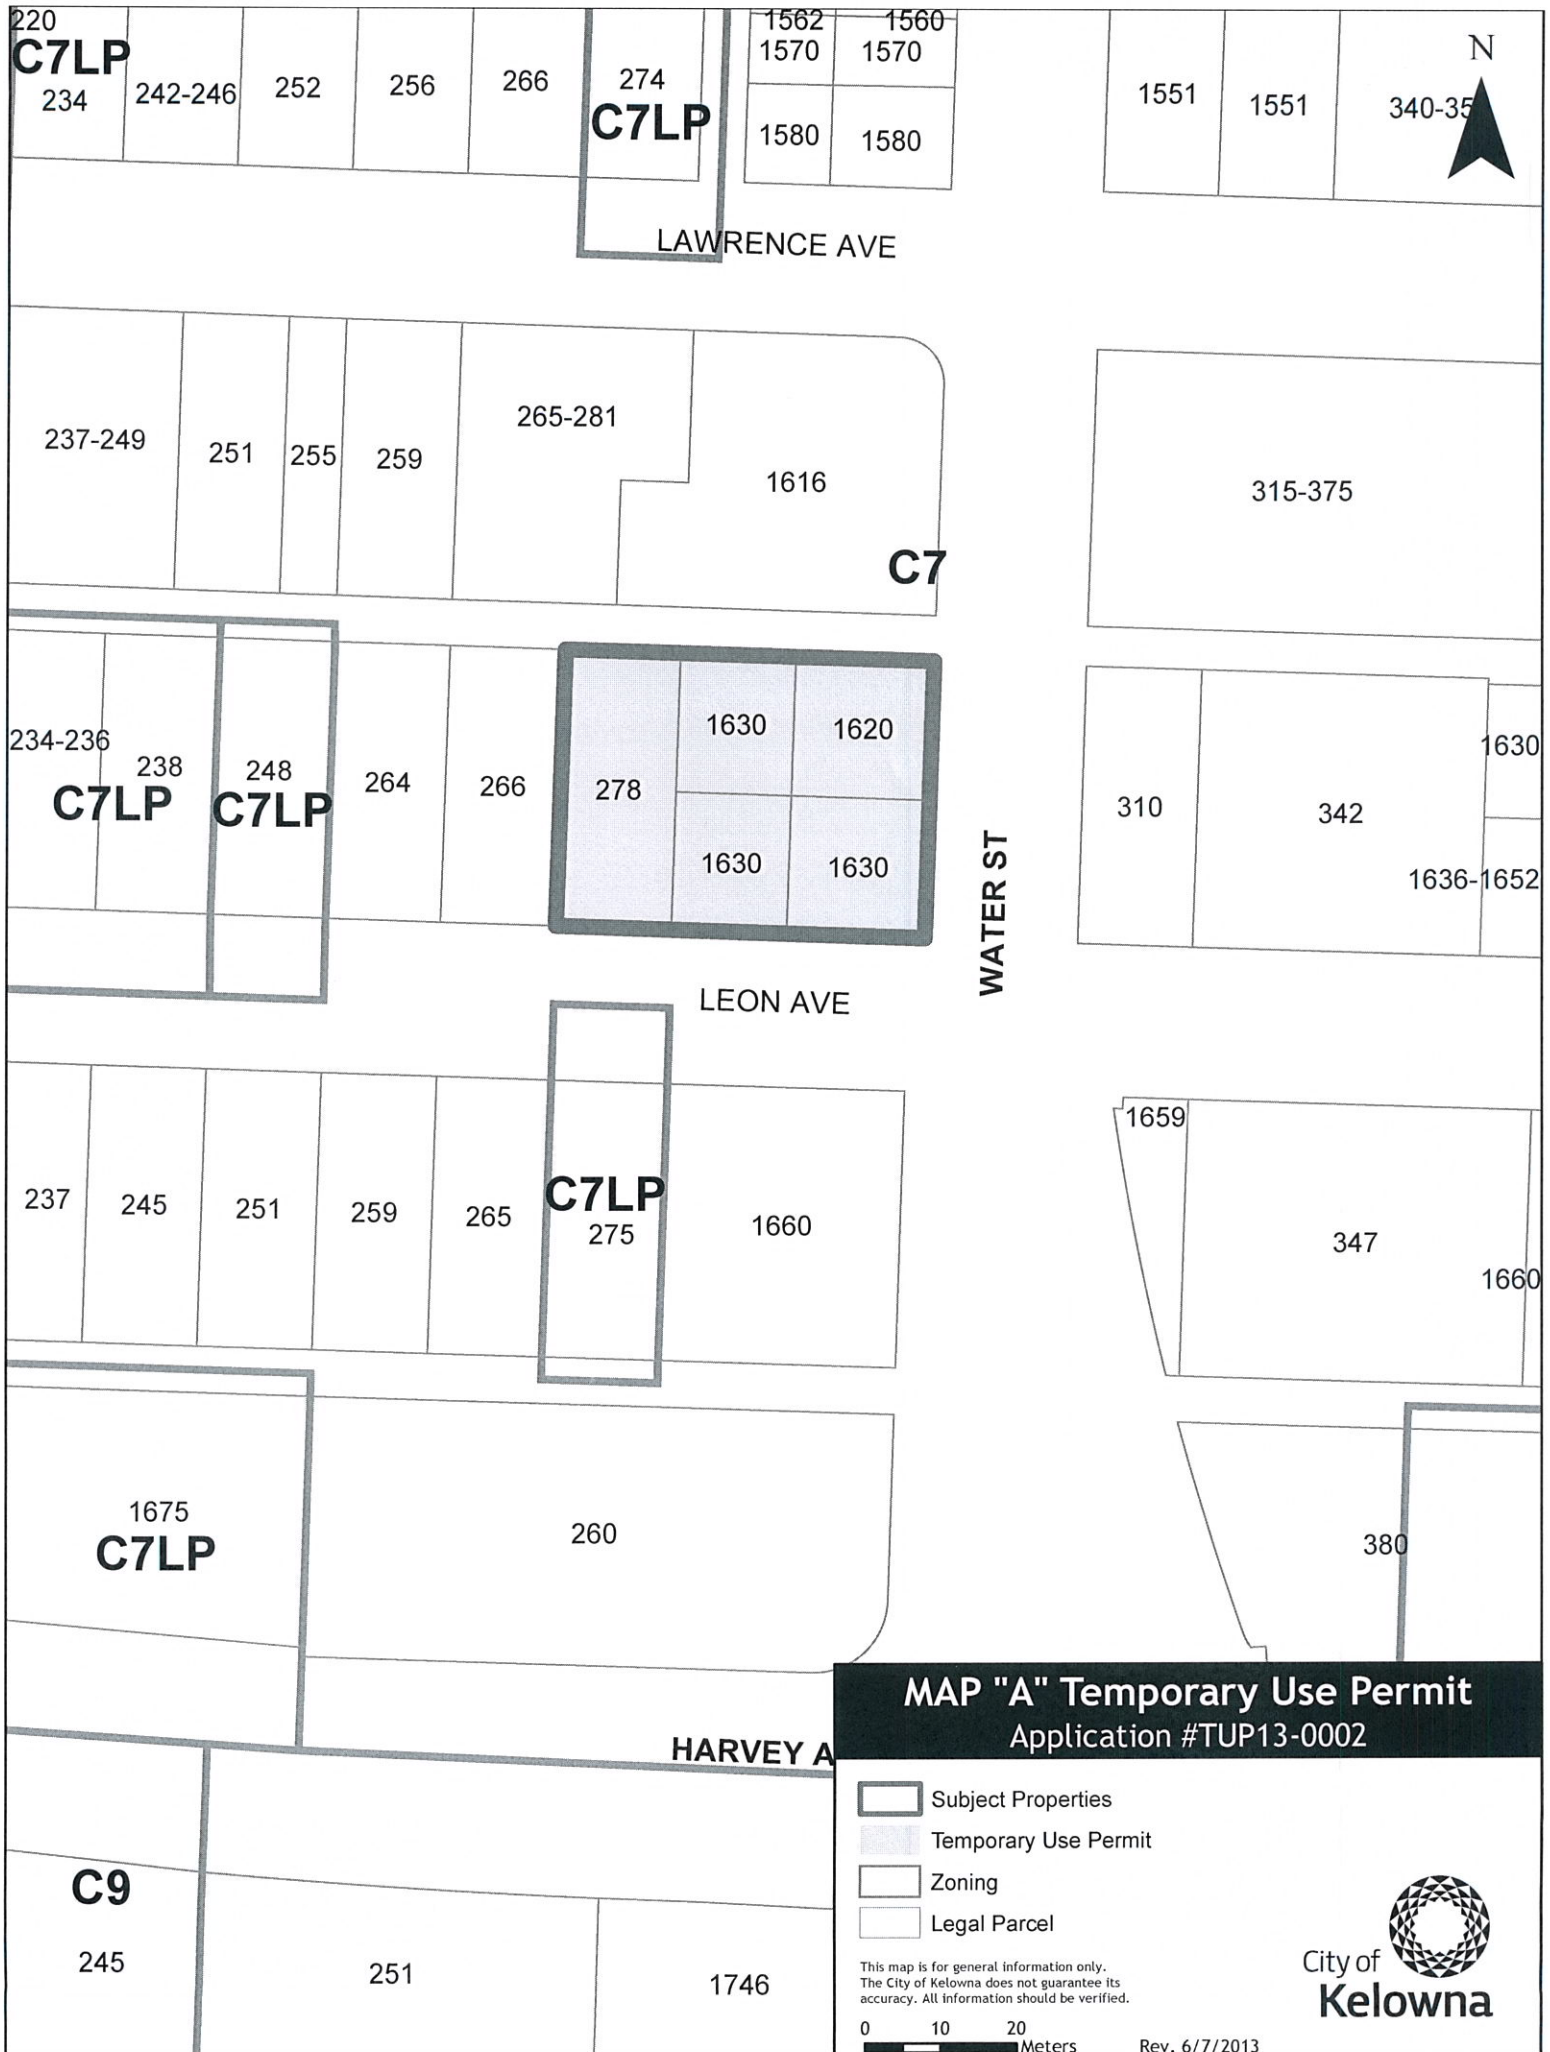 220
C7LP
234
242-246
252
256
266
274
C7LP
1562
1560
1570
1570
1580
1580
1551
1551
340-35
N
LAWRENCE AVE
237-249
251
255
259
265-281
1616
C7
315-375
234-236
238
C7LP
248
C7LP
264
266
278
1630
1620
1630
1630
WATER ST
310
342
1630
1636-1652
LEON AVE
237
245
251
259
265
C7LP
275
1660
1659
347
1660
1675
C7LP
260
380
HARVEY A
C9
245
251
1746
MAP "A" Temporary Use Permit
Application #TUP13-0002
Subject Properties
Temporary Use Permit
Zoning
Legal Parcel
This map is for general information only.
The City of Kelowna does not guarantee its
accuracy. All information should be verified.
City of
Kelowna
0 10 20
Meters
Rev. 6/7/2013